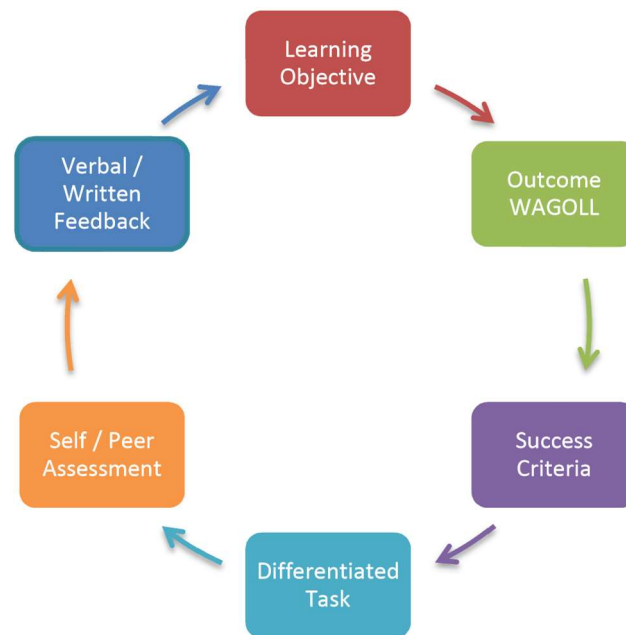 Learning
Objective
Outcome
WAGOLL
Success
Criteria
Differentiated
Task
Self / Peer
Assessment
Verbal /
Written
Feedback